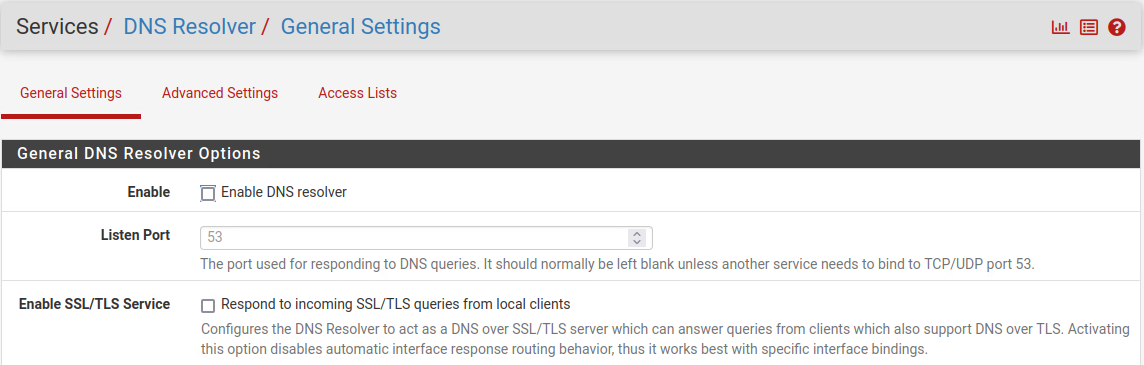 Services / DNS Resolver / General Settings
General Settings Advanced Settings Access Lists
General DNS Resolver Options
Enable Enable DNS resolver
Listen Port 53
The port used for responding to DNS queries. It should normally be left blank unless another service needs to bind to TCP/UDP port 53.
Enable SSL/TLS Service Respond to incoming SSL/TLS queries from local clients
Configures the DNS Resolver to act as a DNS over SSL/TLS server which can answer queries from clients which also support DNS over TLS. Activating
this option disables automatic interface response routing behavior, thus it works best with specific interface bindings.